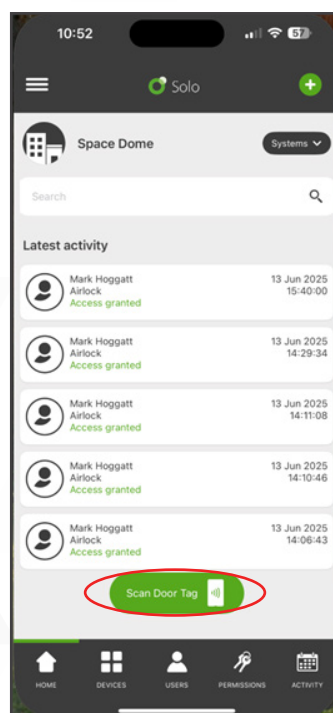 10:52
67
Solo
Space Dome
Systems
Search
Latest activity
Mark Hoggatt
13 Jun 2025
Airlock
15:40:00
Access granted
Mark Hoggatt
13 Jun 2025
Airlock
14:29:34
Access granted
Mark Hoggatt
13 Jun 2025
Airlock
14:11:08
Access granted
Mark Hoggatt
13 Jun 2025
Airlock
14:10:46
Access granted
Mark Hoggatt
13 Jun 2025
Airlock
14:06:43
Access granted
Scan Door Tag
HOME
DEVICES
USERS
PERMISSIONS
ACTIVITY